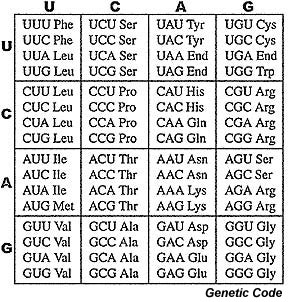 U C A G
U
UUU Phe UCU Ser UAU Tyr UGU Cys
UUC Phe UCC Ser UAC Tyr UGC Cys
UUA Leu UCA Ser UAA End UGA End
UUG Leu UCG Ser UAG End UGG Trp
C
CUU Leu CCU Pro CAU His CGU Arg
CUC Leu CCC Pro CAC His CGC Arg
CUA Leu CCA Pro CAA Gln CGA Arg
CUG Leu CCG Pro CAG Gln CGG Arg
A
AUU Ile ACU Thr AAU Asn AGU Ser
AUC Ile ACC Thr AAC Asn AGC Ser
AUA Ile ACA Thr AAA Lys AGA Arg
AUG Met ACG Thr AAG Lys AGG Arg
G
GUU Val GCU Ala GAU Asp GGU Gly
GUC Val GCC Ala GAC Asp GGC Gly
GUA Val GCA Ala GAA Glu GGA Gly
GUG Val GCG Ala GAG Glu GGG Gly
Genetic Code